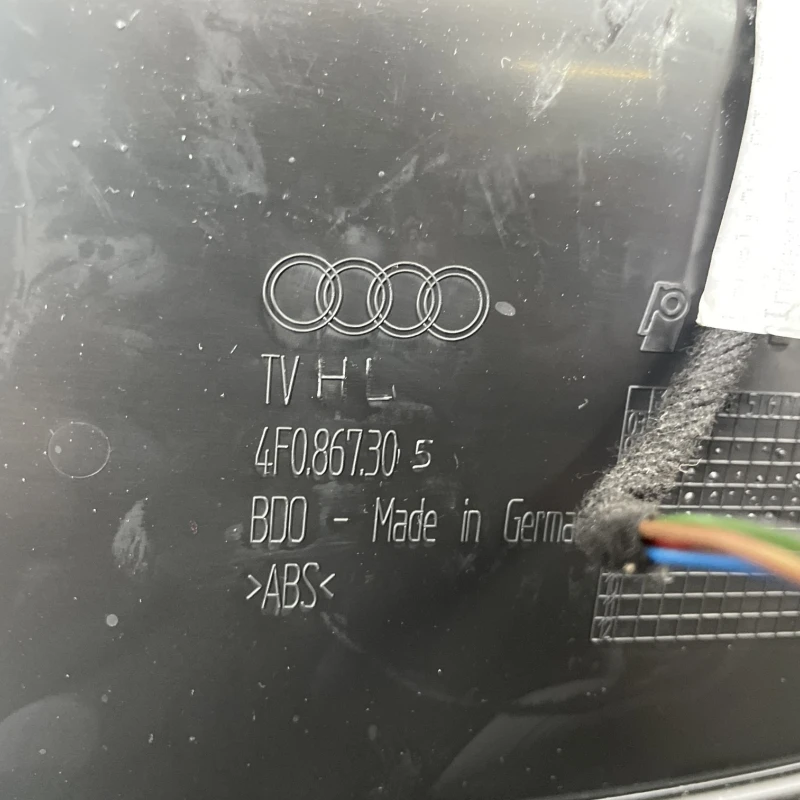 TV H L
4F0.867.30 5
BDO - Made in Germa
>ABS<